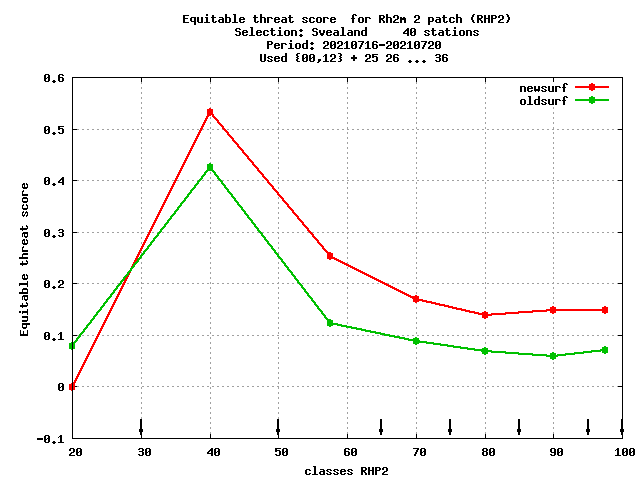 Equitable threat score  for Rh2m 2 patch (RHP2)
Selection: Svealand     40 stations
Period: 20210716-20210720
Used {00,12} + 25 26 ... 36
newsurf
oldsurf
0.6
0.5
0.4
0.3
0.2
0.1
0
-0.1
Equitable threat score
20 30 40 50 60 70 80 90 100
classes RHP2